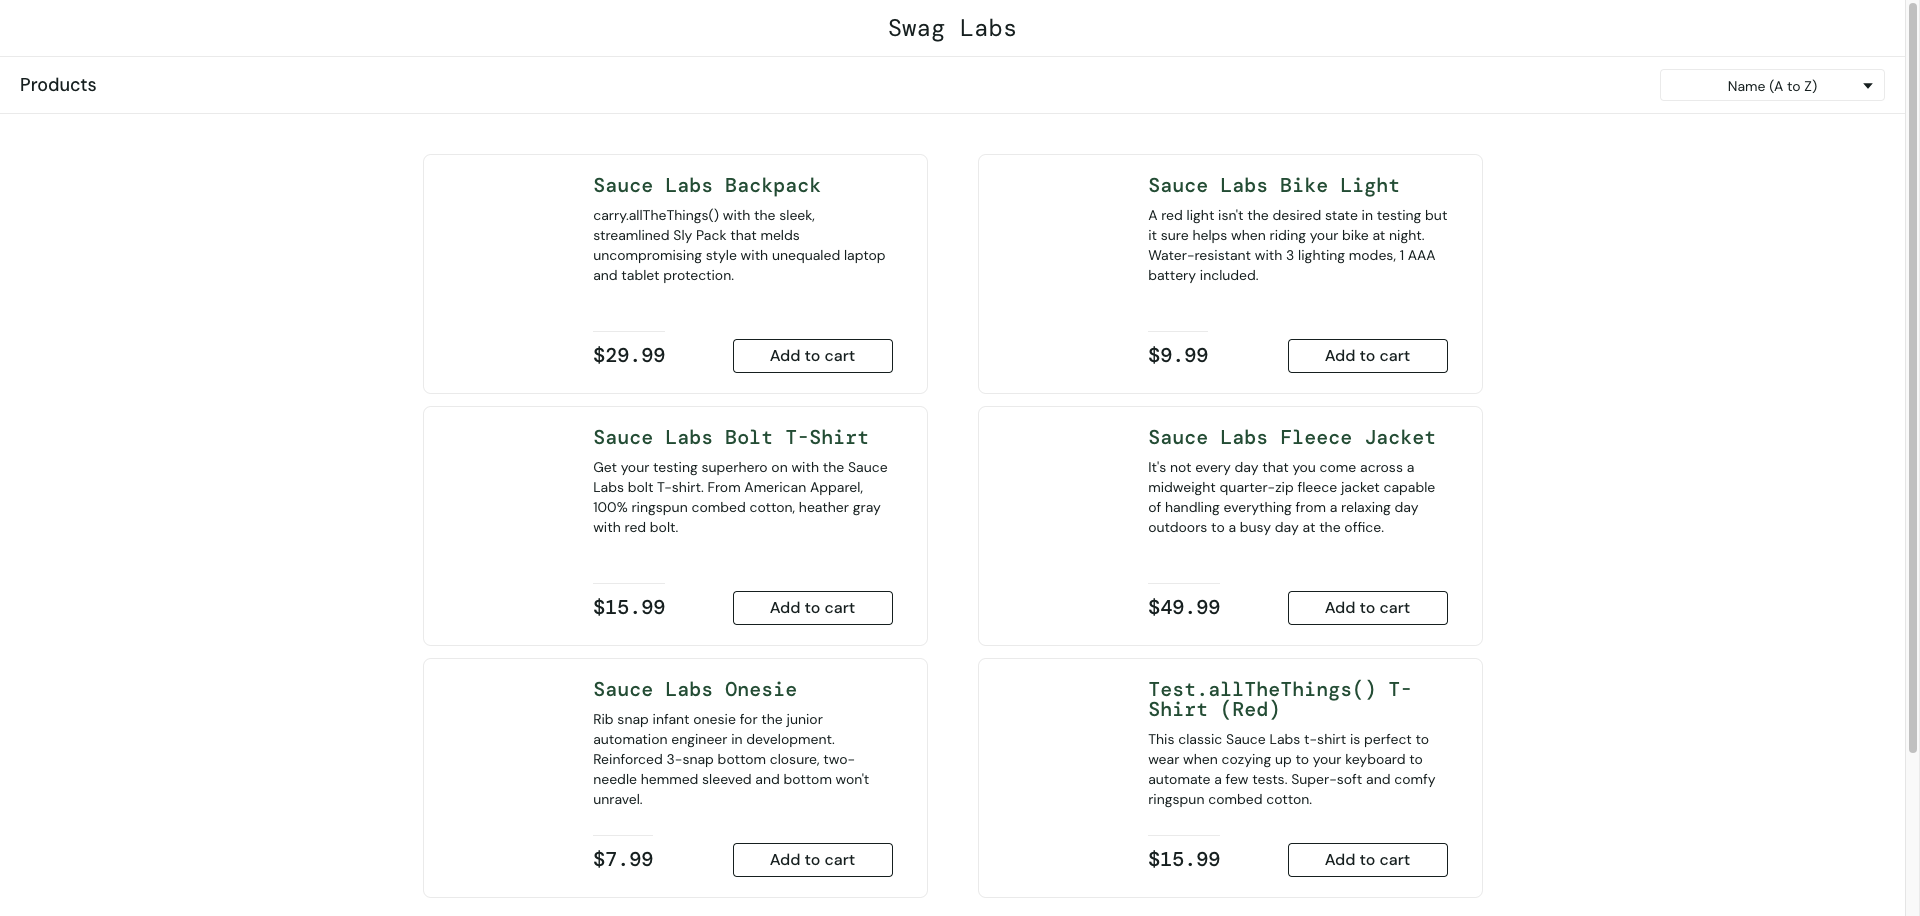 Swag Labs
Products
Name (A to Z)
Sauce Labs Backpack
carry.allTheThings() with the sleek,
streamlined Sly Pack that melds
uncompromising style with unequaled laptop
and tablet protection.
$29.99
Add to cart
Sauce Labs Bike Light
A red light isn't the desired state in testing but
it sure helps when riding your bike at night.
Water-resistant with 3 lighting modes, 1 AAA
battery included.
$9.99
Add to cart
Sauce Labs Bolt T-Shirt
Get your testing superhero on with the Sauce
Labs bolt T-shirt. From American Apparel,
100% ringspun combed cotton, heather gray
with red bolt.
$15.99
Add to cart
Sauce Labs Fleece Jacket
It's not every day that you come across a
midweight quarter-zip fleece jacket capable
of handling everything from a relaxing day
outdoors to a busy day at the office.
$49.99
Add to cart
Sauce Labs Onesie
Rib snap infant onesie for the junior
automation engineer in development.
Reinforced 3-snap bottom closure, two-
needle hemmed sleeved and bottom won't
unravel.
$7.99
Add to cart
Test.allTheThings() T-
Shirt (Red)
This classic Sauce Labs t-shirt is perfect to
wear when cozying up to your keyboard to
automate a few tests. Super-soft and comfy
ringspun combed cotton.
$15.99
Add to cart